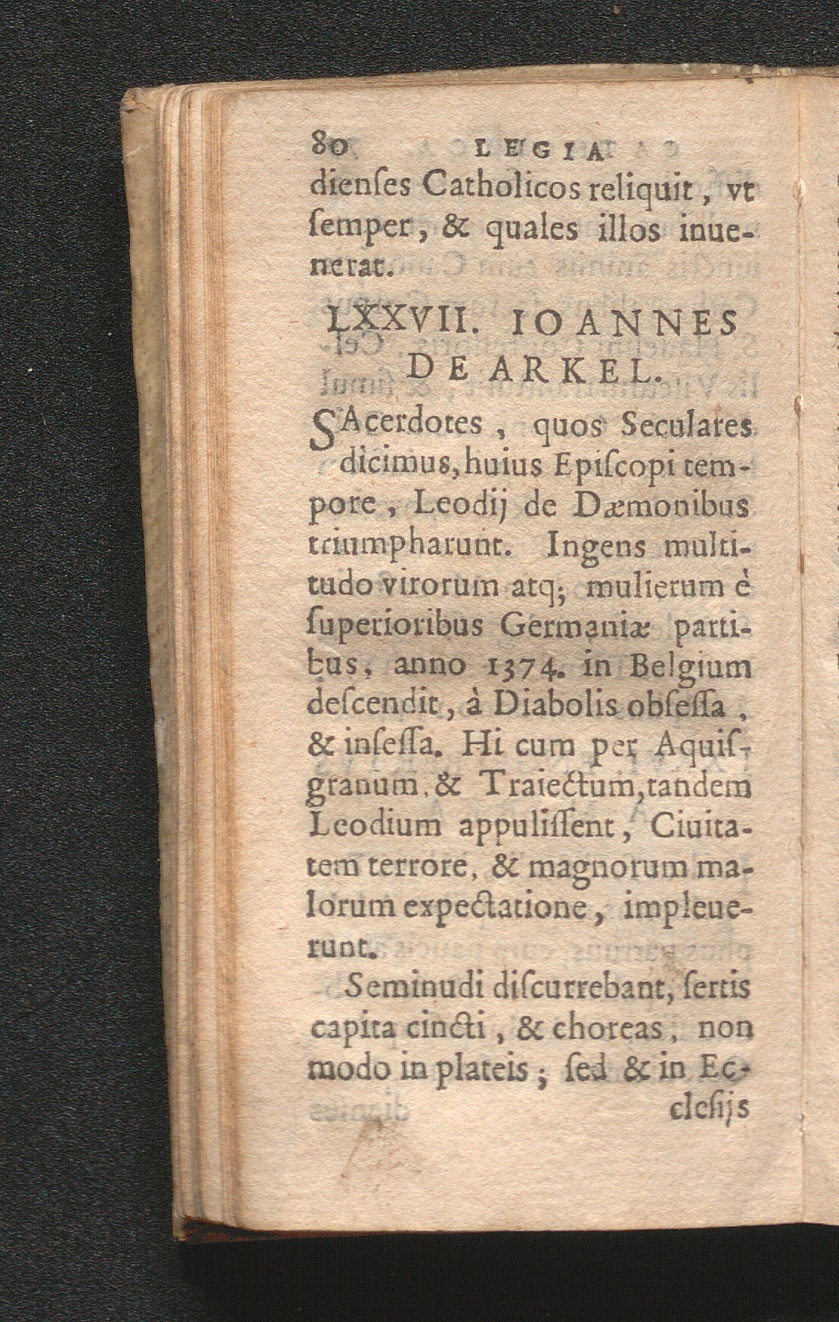 80 LEGIA
dienſes Catholicos reliquit, vt
ſemper, & quales illos inue-
nerat.
LXXVII. IOANNES
DE ARKEL.
SAcerdotes, quos Seculares
dicimus, huius Epiſcopi tem-
pore, Leodij de Dæmonibus
triumpharunt. Ingens multi-
tudo virorum atq; mulierum è
ſuperioribus Germaniæ parti-
bus, anno 1374. in Belgium
deſcendit, à Diabolis obſeſſa,
& inſeſſa. Hi cum per Aquiſ-
granum, & Traiectum, tandem
Leodium appuliſſent, Ciuita-
tem terrore, & magnorum ma-
lorum expectatione, impleue-
runt.
Seminudi diſcurrebant, ſertis
capita cincti, & choreas, non
modo in plateis; ſed & in Ec-
cleſijs